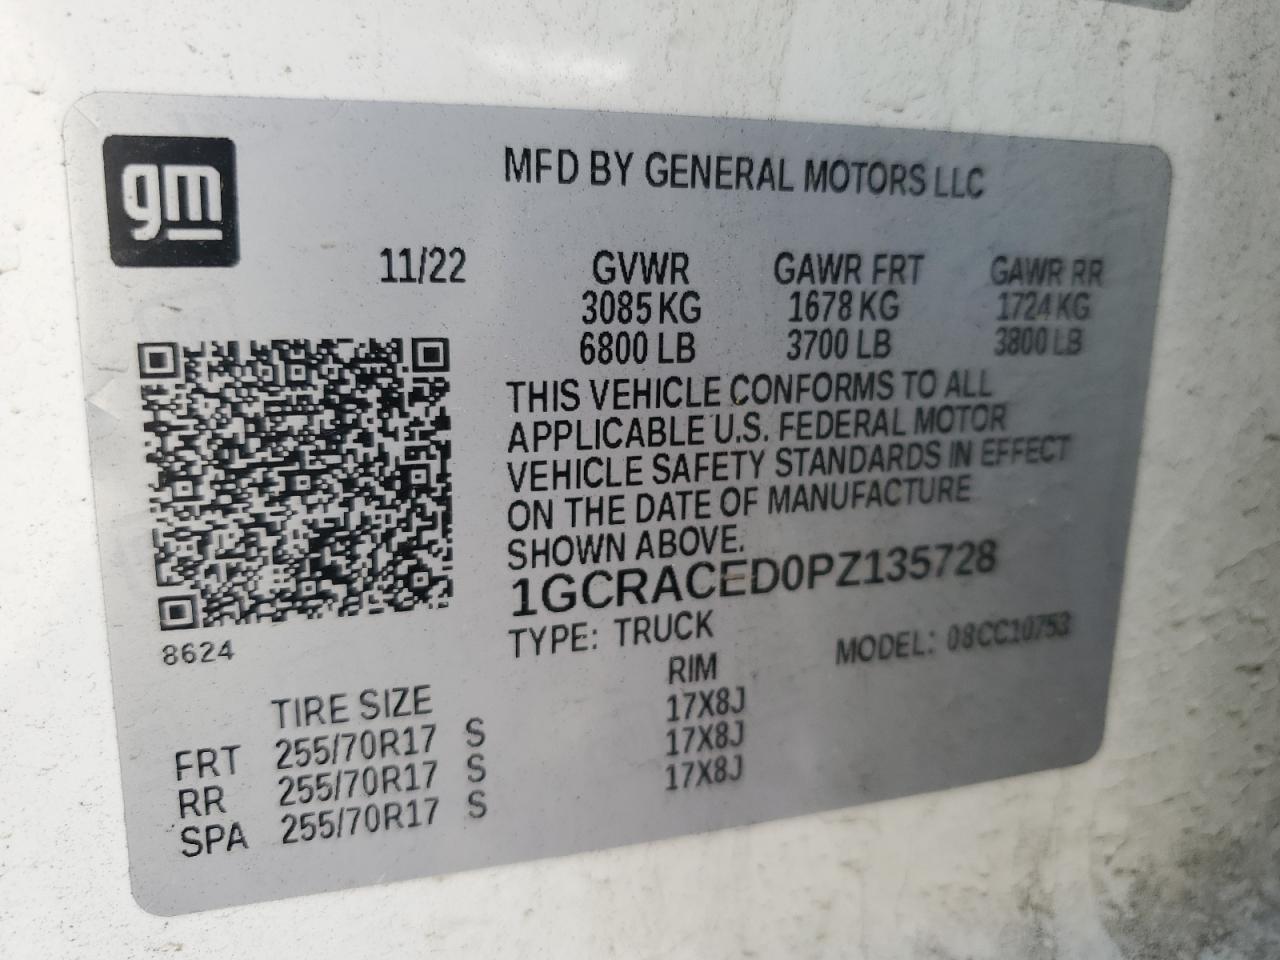 gm
MFD BY GENERAL MOTORS LLC
11/22 GVWR GAWR FRT GAWR RR
3085 KG 1678 KG 1724 KG
6800 LB 3700 LB 3800 LB
THIS VEHICLE CONFORMS TO ALL
APPLICABLE U.S. FEDERAL MOTOR
VEHICLE SAFETY STANDARDS IN EFFECT
ON THE DATE OF MANUFACTURE
SHOWN ABOVE.
1GCRACED0PZ135728
TYPE: TRUCK MODEL: 08CC10753
8624
TIRE SIZE RIM
FRT 255/70R17 S 17X8J
RR 255/70R17 S 17X8J
SPA 255/70R17 S 17X8J